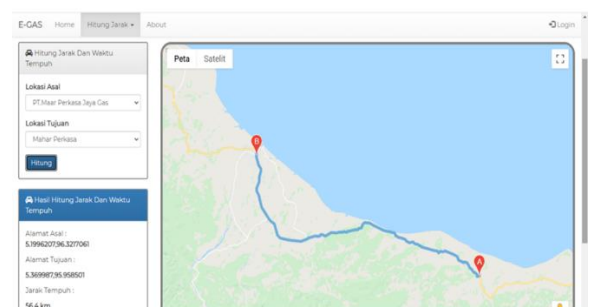 E-GAS Home Hitung Jarak About Login
Hitung Jarak Dan Waktu
Tempuh
Lokasi Asal
PT.Maar Perkasa Jaya Gas
Lokasi Tujuan
Mahar Perkasa
Hitung
Hasil Hitung Jarak Dan Waktu
Tempuh
Alamat Asal :
5.1996207,96.3217061
Alamat Tujuan :
5.369987,95.958501
Jarak Tempuh :
56.4 km
Peta Satelit
B
A